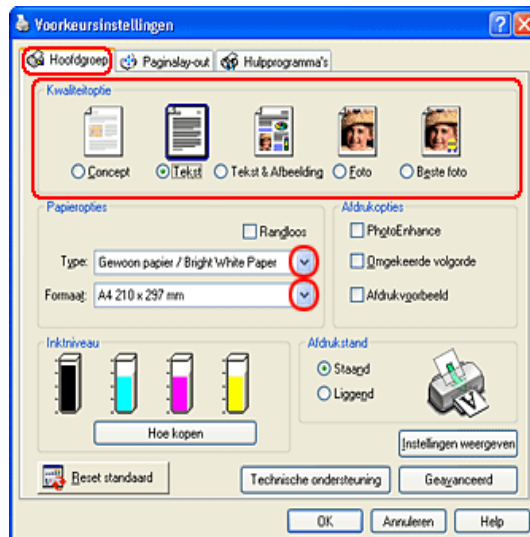 Voorkeursinstellingen
Hoofdgroep Paginalay-out Hulpprogramma's
Kwaliteitoptie
Concept Tekst Tekst & Afbeelding Foto Beste foto
Papieropties
Randloos
Type: Gewoon papier / Bright White Paper
Formaat: A4 210 x 297 mm
Afdrukopties
PhotoEnhance
Omgekeerde volgorde
Afdrukvoorbeeld
Inktniveau
Hoe kopen
Afdrukstand
Staand
Liggend
A
Instellingen weergeven
Reset standaard Technische ondersteuning Geavanceerd
OK Annuleren Help